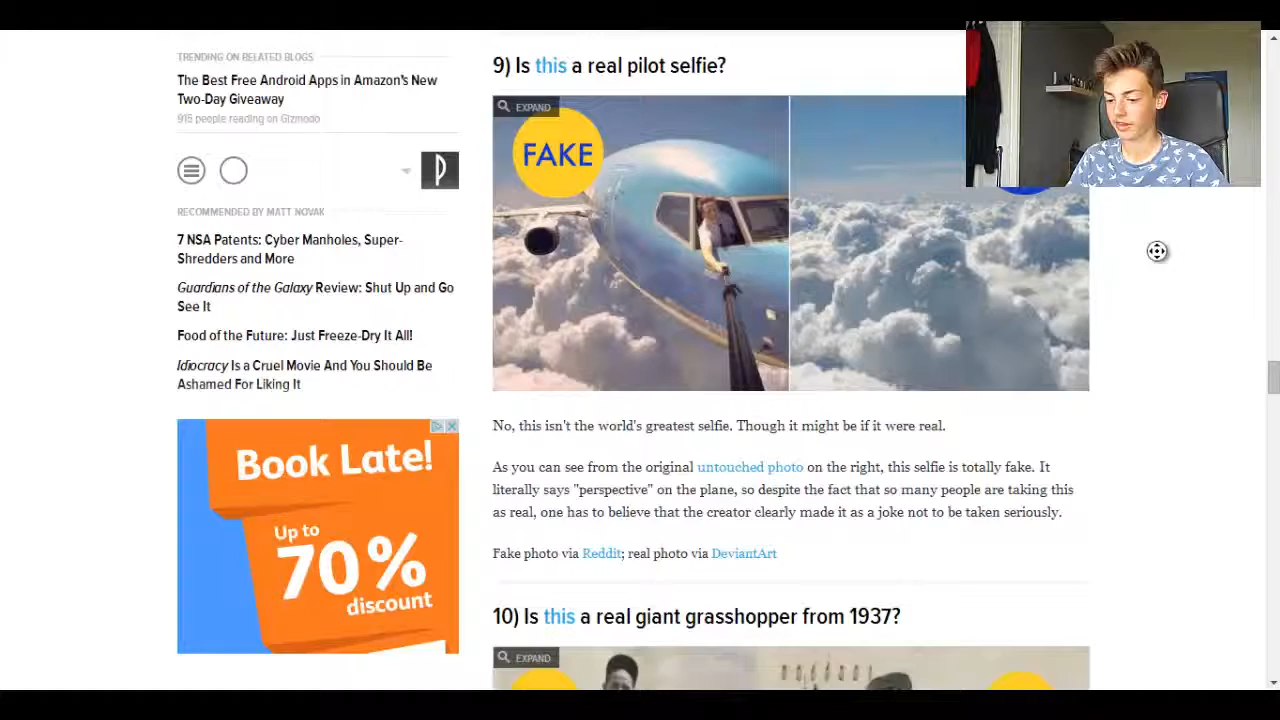 TRENDING ON RELATED BLOGS
The Best Free Android Apps in Amazon's New
Two-Day Giveaway
916 people reading on Gizmodo
RECOMMENDED BY MATT NOVAK
7 NSA Patents: Cyber Manholes, Super-
Shredders and More
Guardians of the Galaxy Review: Shut Up and Go
See It
Food of the Future: Just Freeze-Dry It All!
Idiocracy Is a Cruel Movie And You Should Be
Ashamed For Liking It
Book Late!
Up to
70%
discount
9) Is this a real pilot selfie?
EXPAND
FAKE
No, this isn't the world's greatest selfie. Though it might be if it were real.
As you can see from the original untouched photo on the right, this selfie is totally fake. It
literally says "perspective" on the plane, so despite the fact that so many people are taking this
as real, one has to believe that the creator clearly made it as a joke not to be taken seriously.
Fake photo via Reddit; real photo via DeviantArt
10) Is this a real giant grasshopper from 1937?
EXPAND